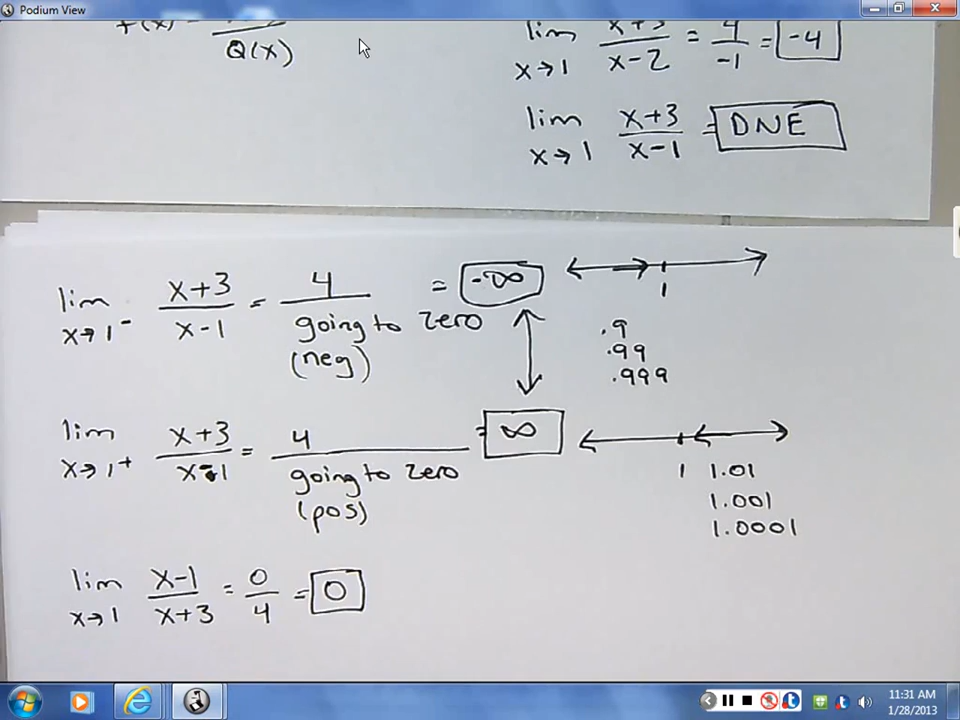 Podium View
Q(x)
lim x→1 x+3/x-2 = 4/-1 = -4
lim x→1 x+3/x-1 = DNE
lim x→1⁻ x+3/x-1 = 4/going to zero (neg) = -∞
1
.9
.99
.999
lim x→1⁺ x+3/x-1 = 4/going to zero (pos) = ∞
1 1.01
1.001
1.0001
lim x→1 x-1/x+3 = 0/4 = 0
11:31 AM
1/28/2013